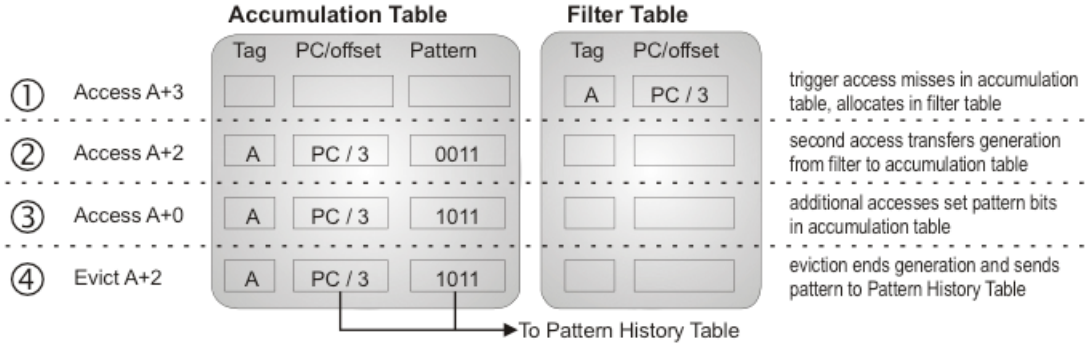 Accumulation Table Filter Table
Tag PC/offset Pattern Tag PC/offset
① Access A+3 A PC / 3 trigger access misses in accumulation
table, allocates in filter table
② Access A+2 A PC / 3 0011 second access transfers generation
from filter to accumulation table
③ Access A+0 A PC / 3 1011 additional accesses set pattern bits
in accumulation table
④ Evict A+2 A PC / 3 1011 eviction ends generation and sends
pattern to Pattern History Table
To Pattern History Table